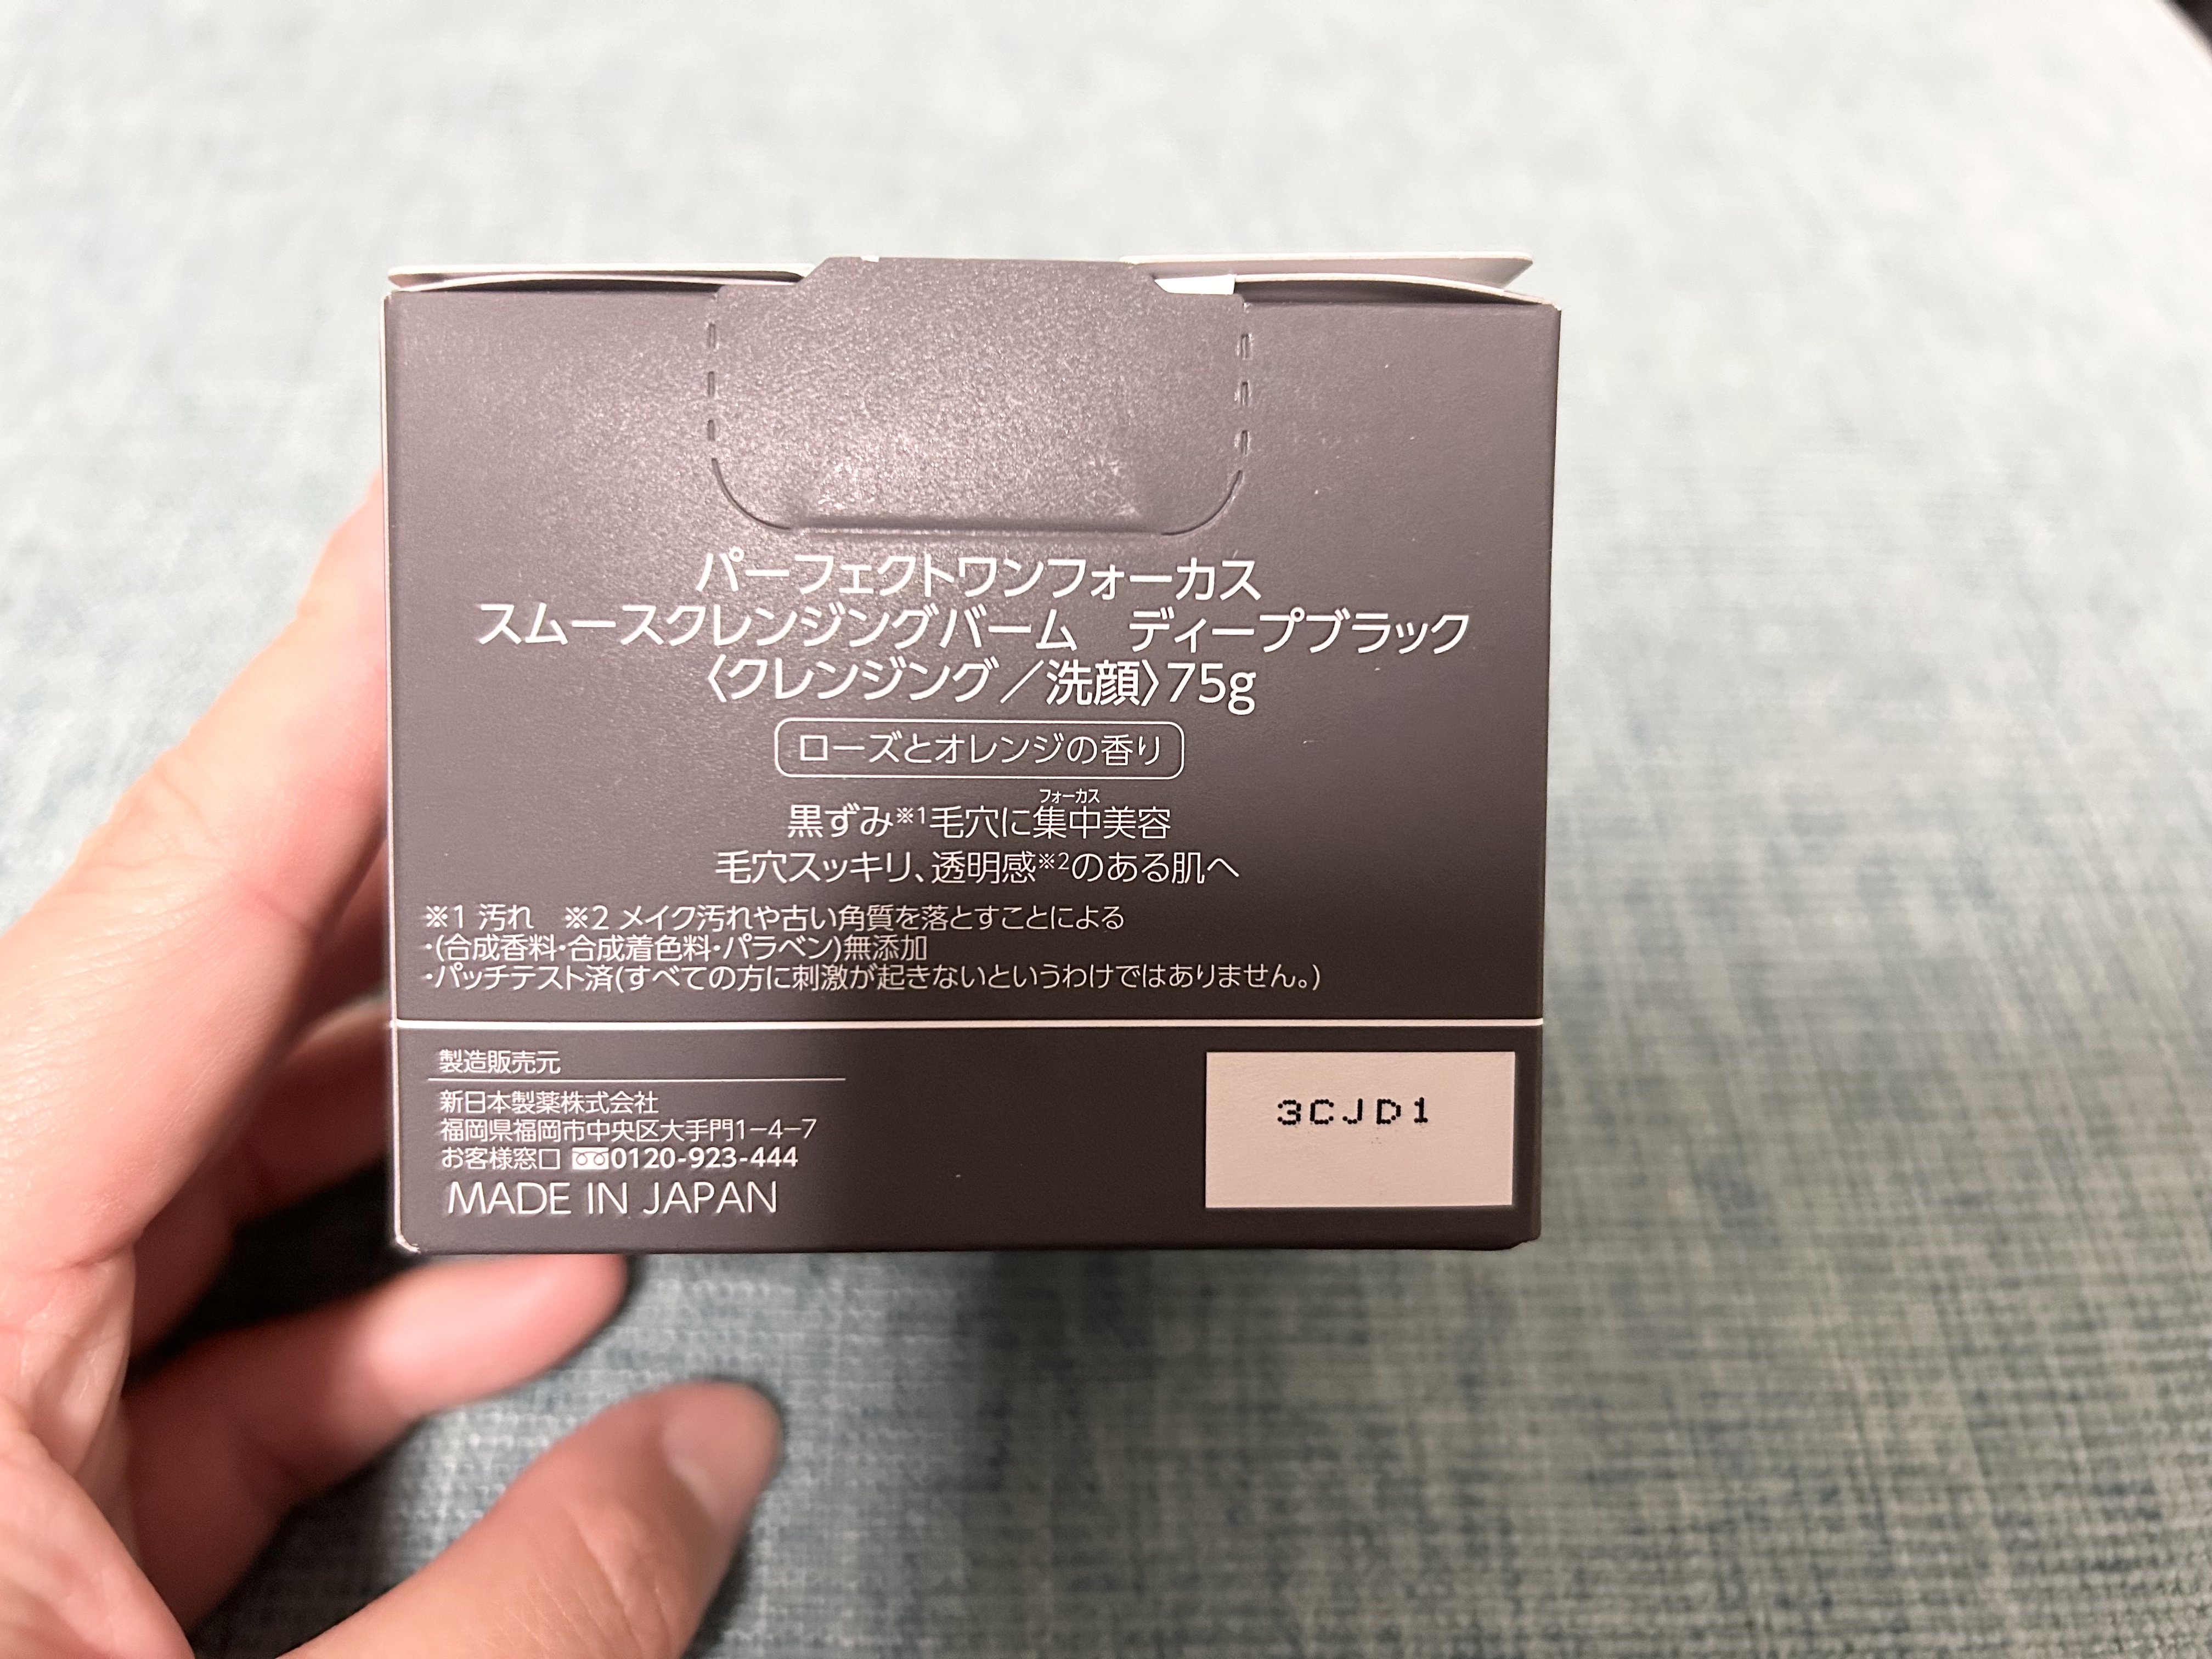 パーフェクトワンフォーカス
スムースクレンジングバーム　ディープブラック
〈クレンジング／洗顔〉75g
ローズとオレンジの香り
フォーカス
黒ずみ※1毛穴に集中美容
毛穴スッキリ、透明感※2のある肌へ
※1 汚れ　※2 メイク汚れや古い角質を落とすことによる
・(合成香料・合成着色料・パラベン)無添加
・パッチテスト済(すべての方に刺激が起きないというわけではありません。)
製造販売元
新日本製薬株式会社
福岡県福岡市中央区大手門1－4－7
お客様窓口 0120-923-444
MADE IN JAPAN
3CJD1